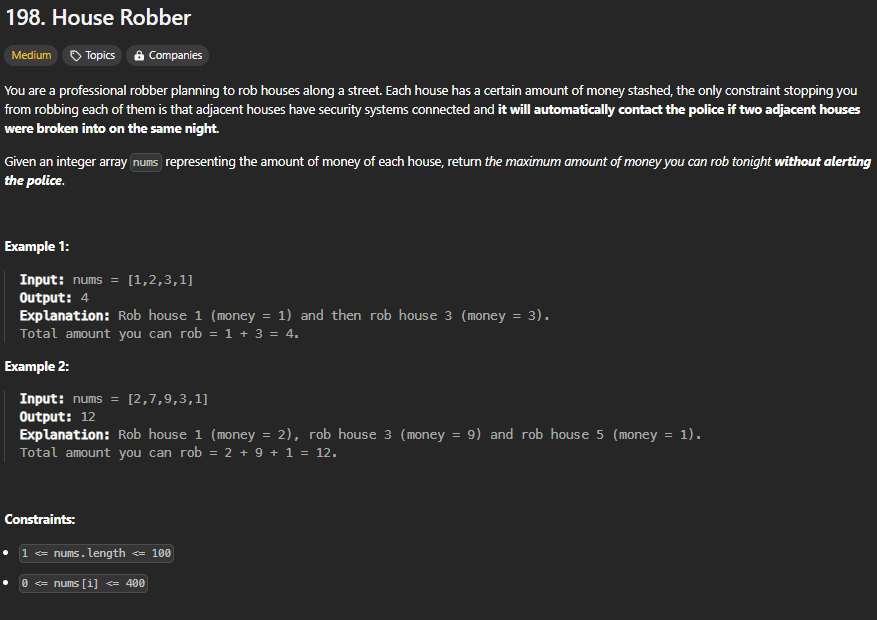 198. House Robber
Medium Topics Companies
You are a professional robber planning to rob houses along a street. Each house has a certain amount of money stashed, the only constraint stopping you
from robbing each of them is that adjacent houses have security systems connected and it will automatically contact the police if two adjacent houses
were broken into on the same night.
Given an integer array nums representing the amount of money of each house, return the maximum amount of money you can rob tonight without alerting
the police.
Example 1:
Input: nums = [1,2,3,1]
Output: 4
Explanation: Rob house 1 (money = 1) and then rob house 3 (money = 3).
Total amount you can rob = 1 + 3 = 4.
Example 2:
Input: nums = [2,7,9,3,1]
Output: 12
Explanation: Rob house 1 (money = 2), rob house 3 (money = 9) and rob house 5 (money = 1).
Total amount you can rob = 2 + 9 + 1 = 12.
Constraints:
• 1 <= nums.length <= 100
• 0 <= nums[i] <= 400